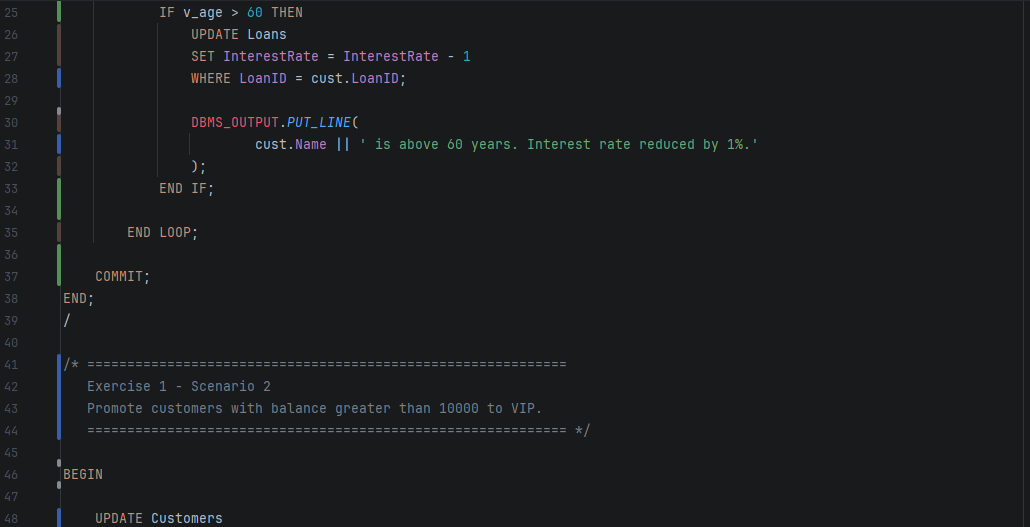 25 IF v_age > 60 THEN
26 UPDATE Loans
27 SET InterestRate = InterestRate - 1
28 WHERE LoanID = cust.LoanID;
29
30 DBMS_OUTPUT.PUT_LINE(
31 cust.Name || ' is above 60 years. Interest rate reduced by 1%.'
32 );
33 END IF;
34
35 END LOOP;
36
37 COMMIT;
38 END;
39 /
40
41 /* ============================================================
42 Exercise 1 - Scenario 2
43 Promote customers with balance greater than 10000 to VIP.
44 ============================================================ */
45
46 BEGIN
47
48 UPDATE Customers